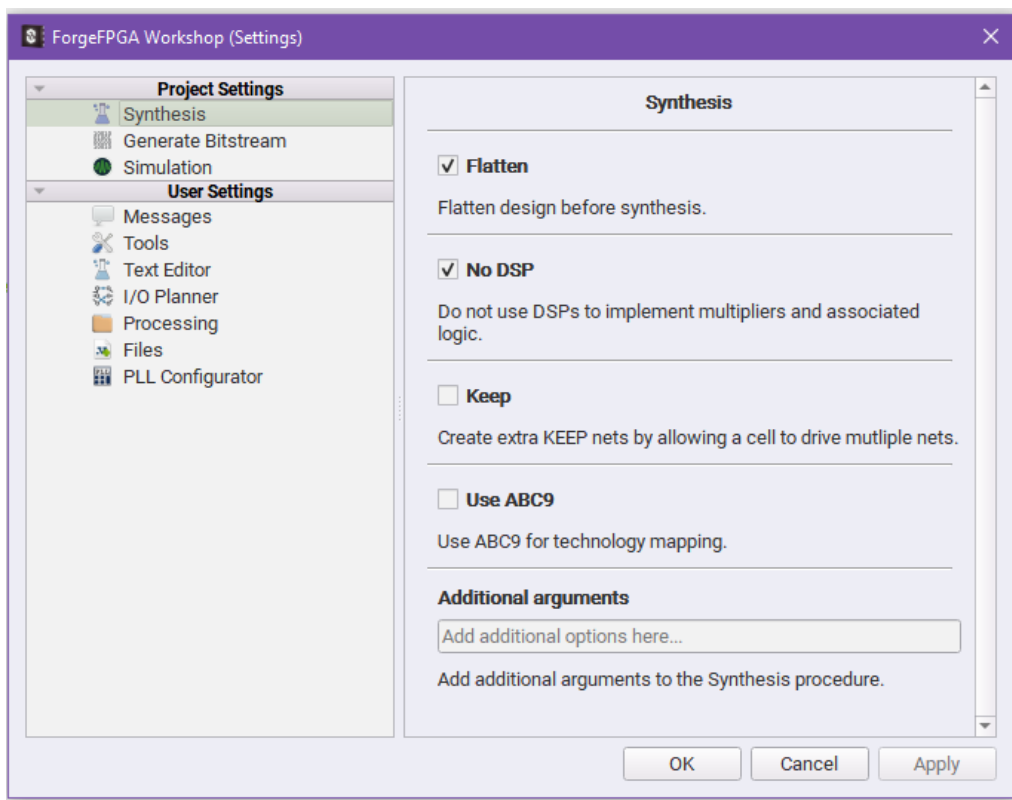 ForgeFPGA Workshop (Settings)
Project Settings
Synthesis
Generate Bitstream
Simulation
User Settings
Messages
Tools
Text Editor
I/O Planner
Processing
Files
PLL Configurator
Synthesis
Flatten
Flatten design before synthesis.
No DSP
Do not use DSPs to implement multipliers and associated
logic.
Keep
Create extra KEEP nets by allowing a cell to drive mutliple nets.
Use ABC9
Use ABC9 for technology mapping.
Additional arguments
Add additional options here...
Add additional arguments to the Synthesis procedure.
OK
Cancel
Apply